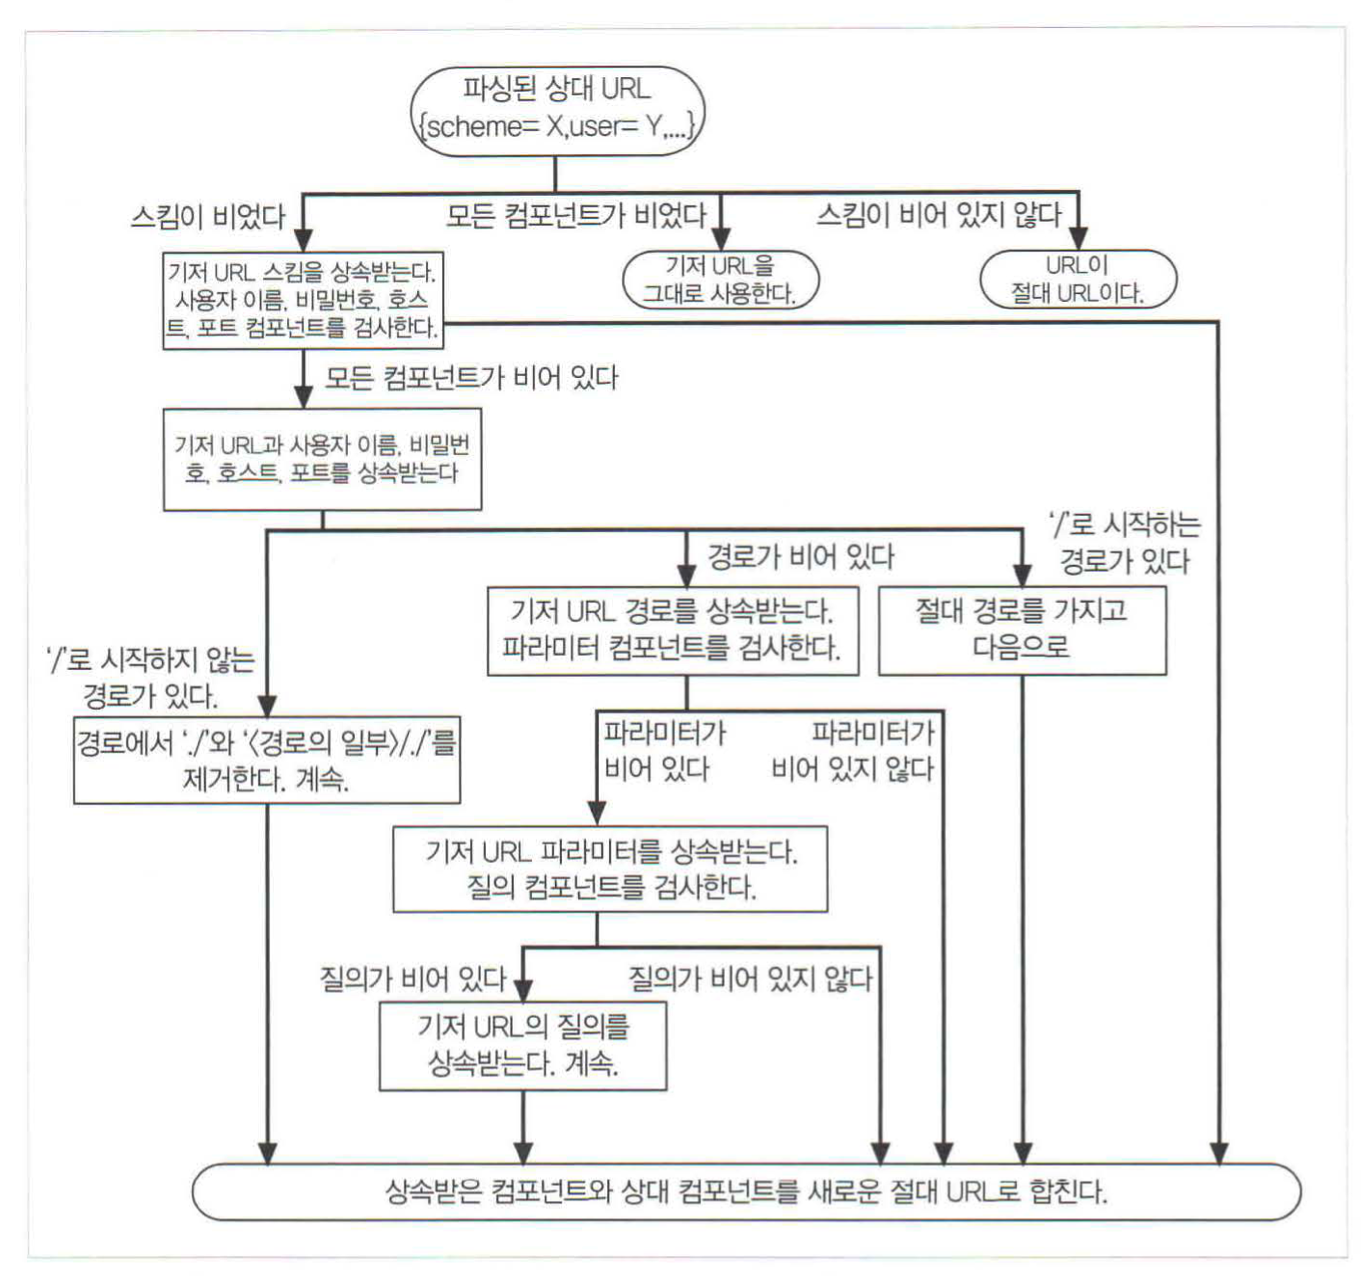 파싱된 상대 URL
{scheme= X,user= Y,...}
스킴이 비었다
모든 컴포넌트가 비었다
스킴이 비어 있지 않다
기저 URL 스킴을 상속받는다.
사용자 이름, 비밀번호, 호스
트, 포트 컴포넌트를 검사한다.
기저 URL을
그대로 사용한다.
URL이
절대 URL이다.
모든 컴포넌트가 비어 있다
기저 URL과 사용자 이름, 비밀번
호, 호스트, 포트를 상속받는다
'/'로 시작하지 않는
경로가 있다.
경로가 비어 있다
'/'로 시작하는
경로가 있다
경로에서 './'와 '〈경로의 일부〉/./'를
제거한다. 계속.
기저 URL 경로를 상속받는다.
파라미터 컴포넌트를 검사한다.
절대 경로를 가지고
다음으로
파라미터가
비어 있다
파라미터가
비어 있지 않다
기저 URL 파라미터를 상속받는다.
질의 컴포넌트를 검사한다.
질의가 비어 있다
질의가 비어 있지 않다
기저 URL의 질의를
상속받는다. 계속.
상속받은 컴포넌트와 상대 컴포넌트를 새로운 절대 URL로 합친다.